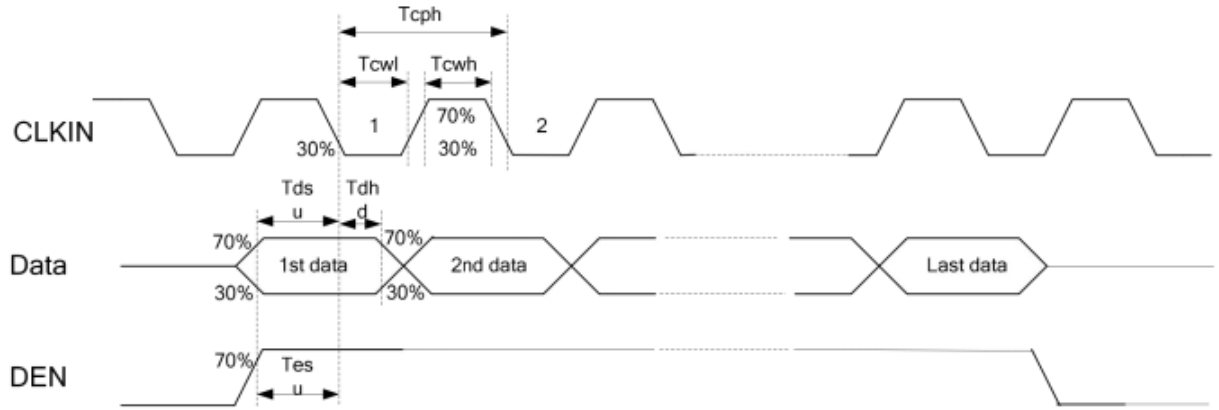 Tcph
Tcwl Tcwh
CLKIN 30% 1 70% 2
30%
Tds Tdh
u d
70% 70%
Data 1st data 2nd data Last data
30% 30%
70% Tes
DEN u